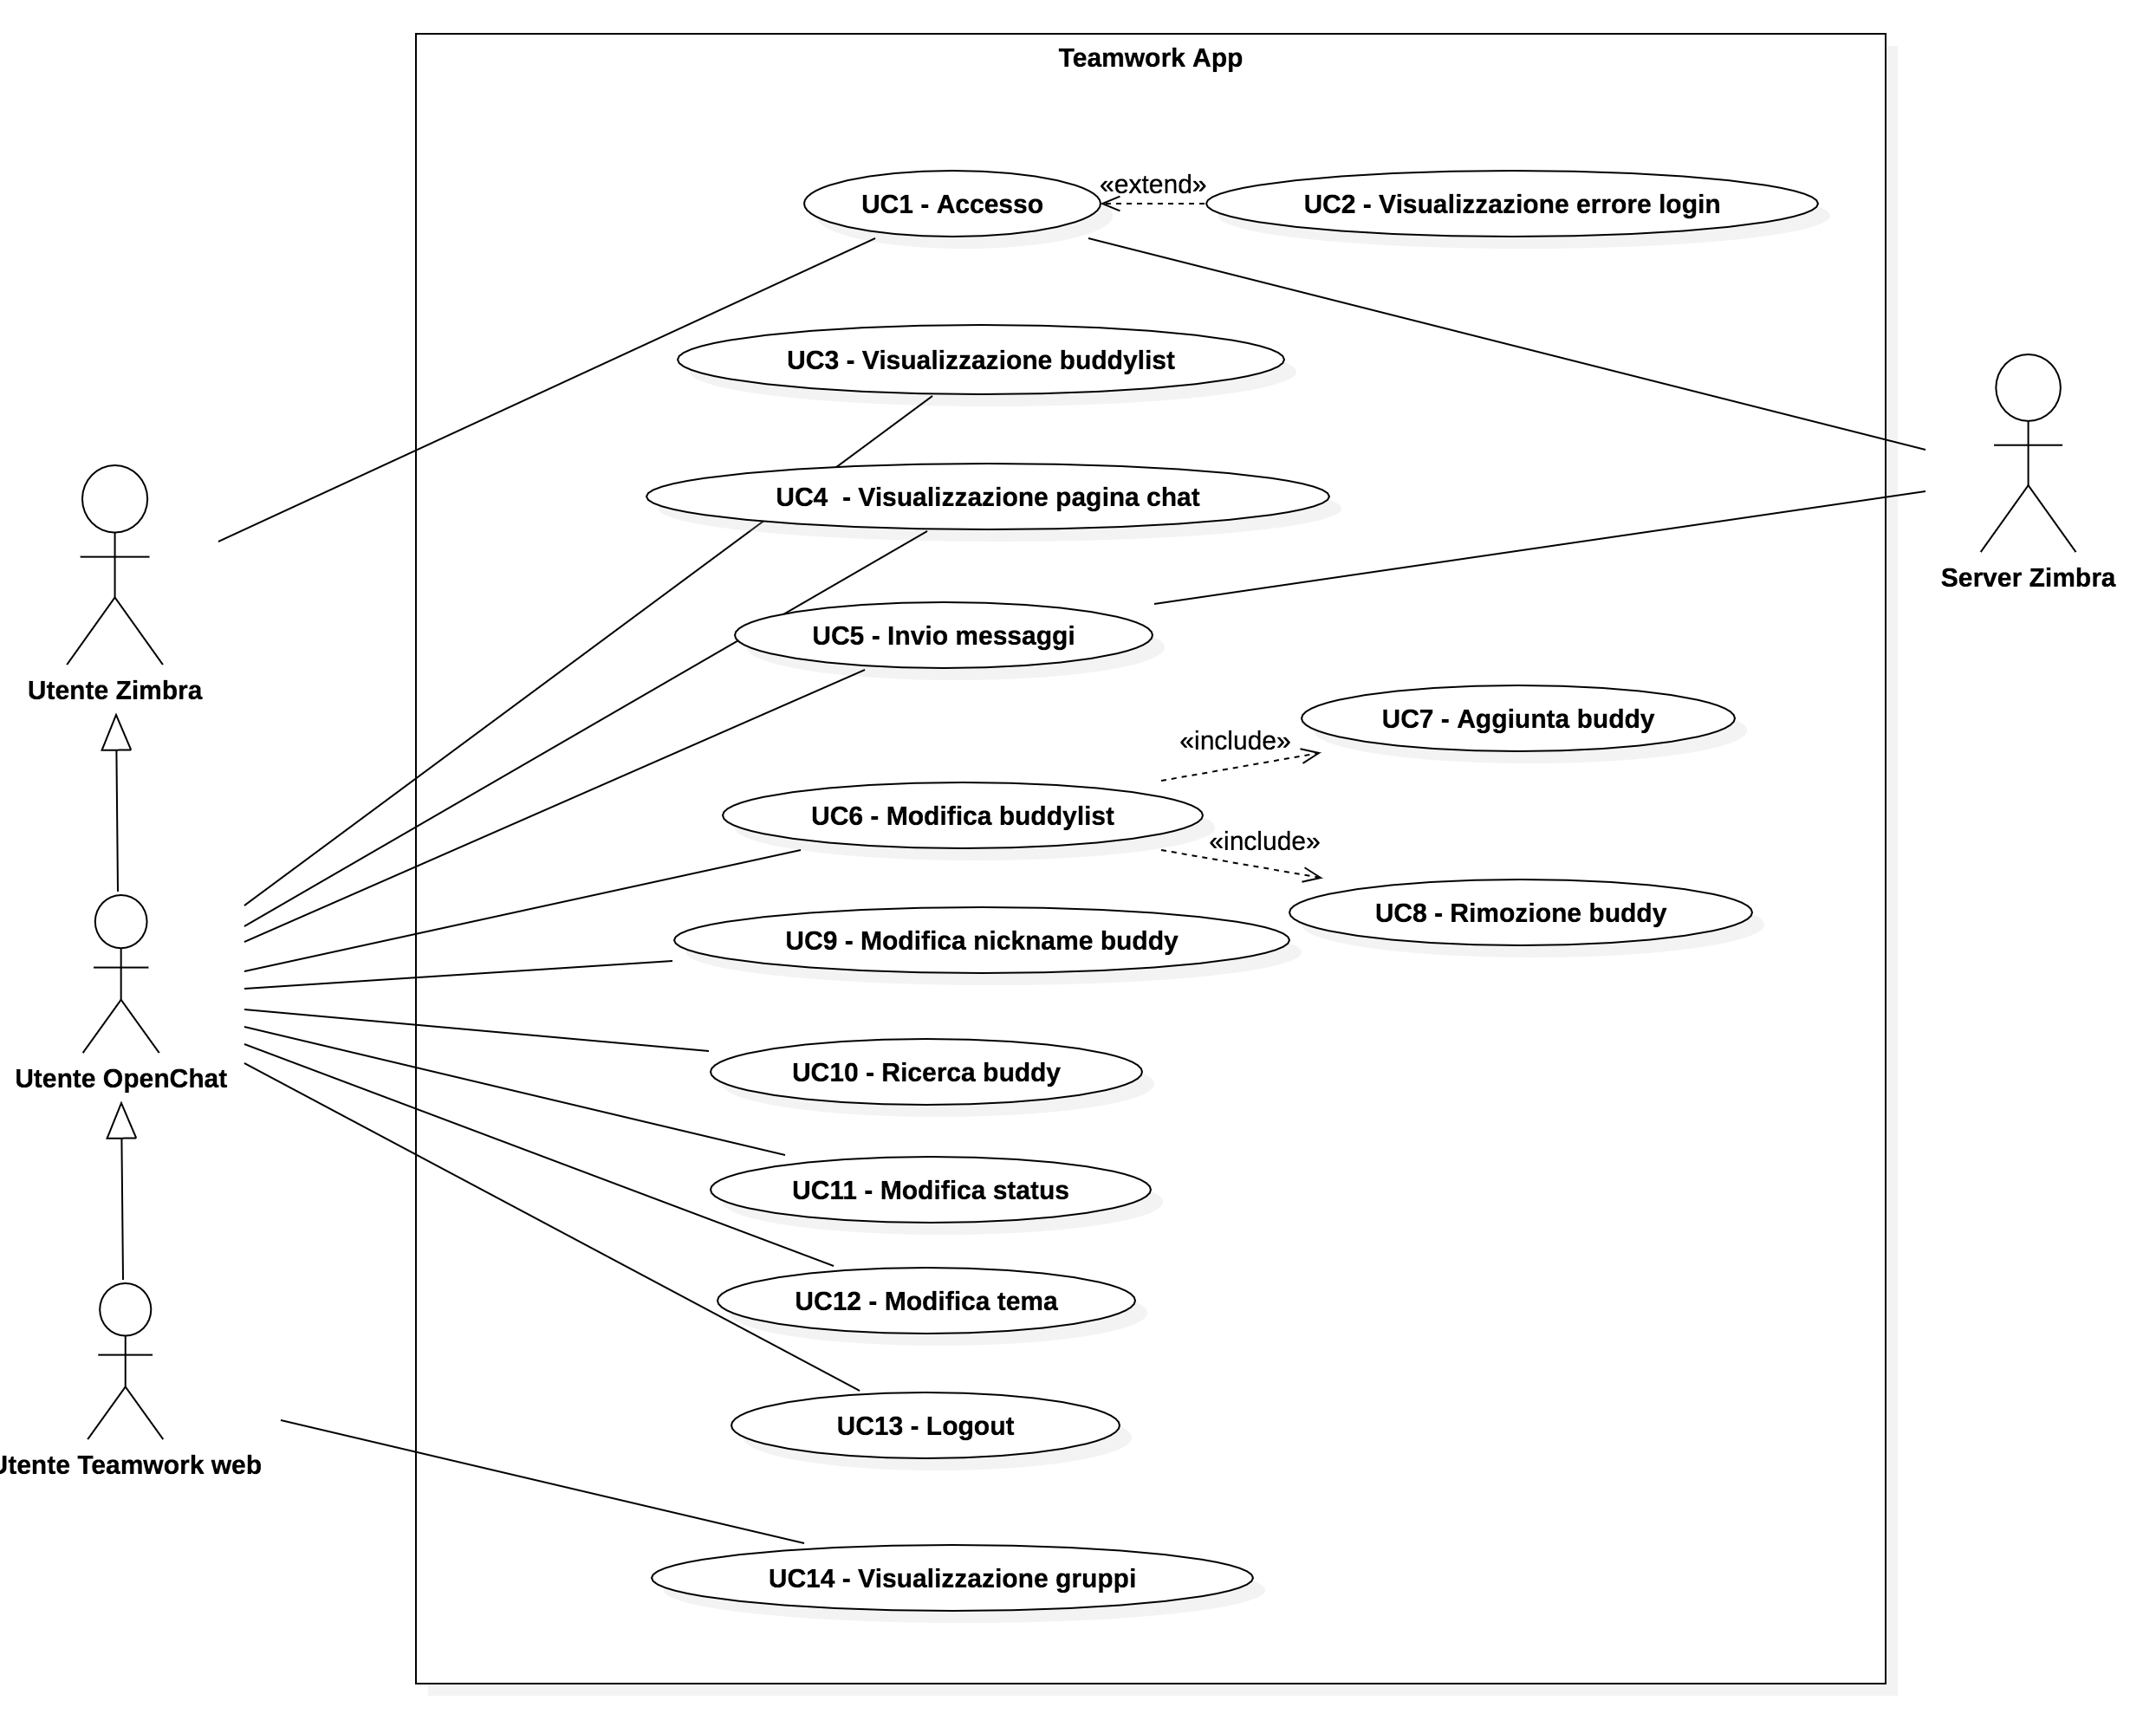 Teamwork App
UC1 - Accesso
«extend»
UC2 - Visualizzazione errore login
UC3 - Visualizzazione buddylist
UC4  - Visualizzazione pagina chat
Server Zimbra
UC5 - Invio messaggi
Utente Zimbra
UC7 - Aggiunta buddy
«include»
UC6 - Modifica buddylist
«include»
UC8 - Rimozione buddy
UC9 - Modifica nickname buddy
UC10 - Ricerca buddy
Utente OpenChat
UC11 - Modifica status
UC12 - Modifica tema
UC13 - Logout
Utente Teamwork web
UC14 - Visualizzazione gruppi